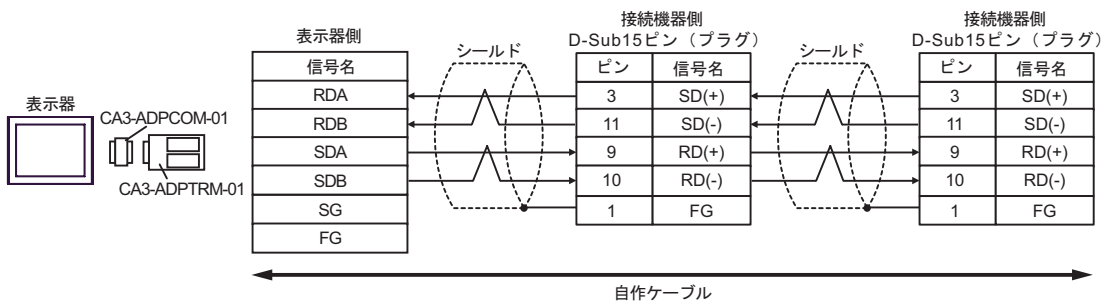 表示器
CA3-ADPCOM-01
CA3-ADPTRM-01
表示器側
信号名
RDA
RDB
SDA
SDB
SG
FG
シールド
接続機器側
D-Sub15ピン（プラグ）
ピン 信号名
3 SD(+)
11 SD(-)
9 RD(+)
10 RD(-)
1 FG
シールド
接続機器側
D-Sub15ピン（プラグ）
ピン 信号名
3 SD(+)
11 SD(-)
9 RD(+)
10 RD(-)
1 FG
自作ケーブル